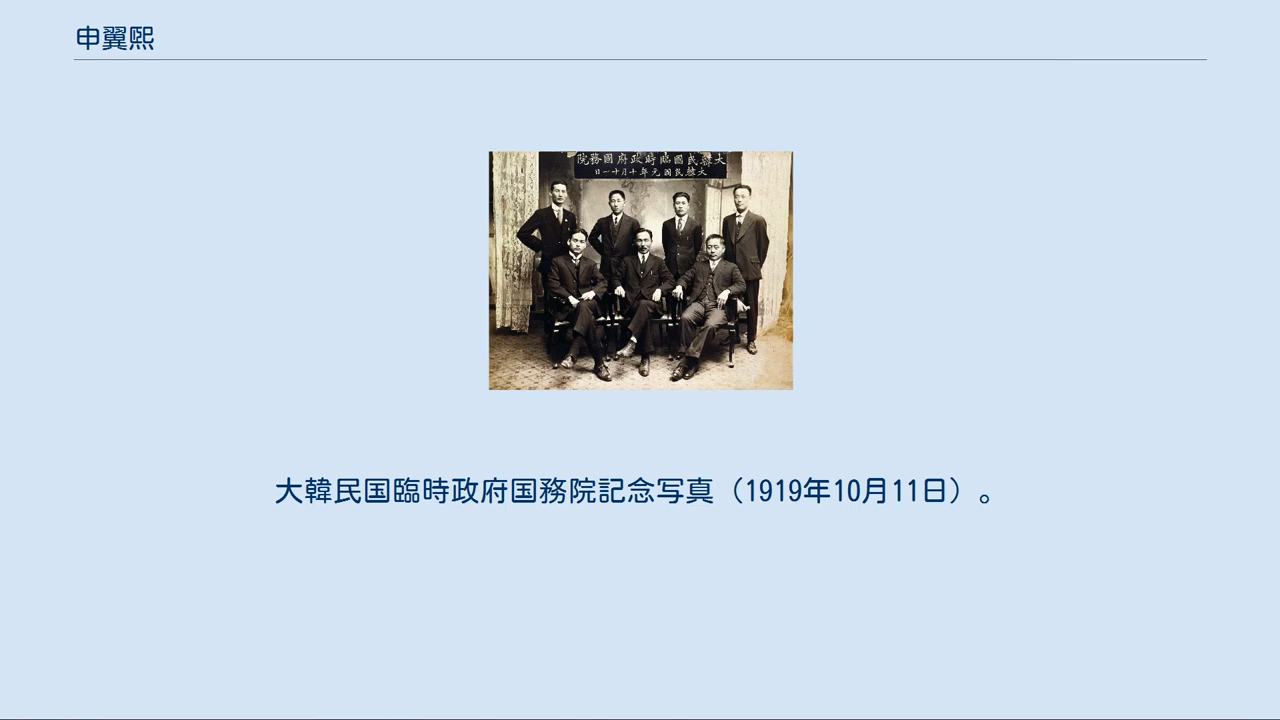 申翼熙
大韓民國臨時政府國務院
大韓民國元年十月十一日
大韓民国臨時政府国務院記念写真（1919年10月11日）。